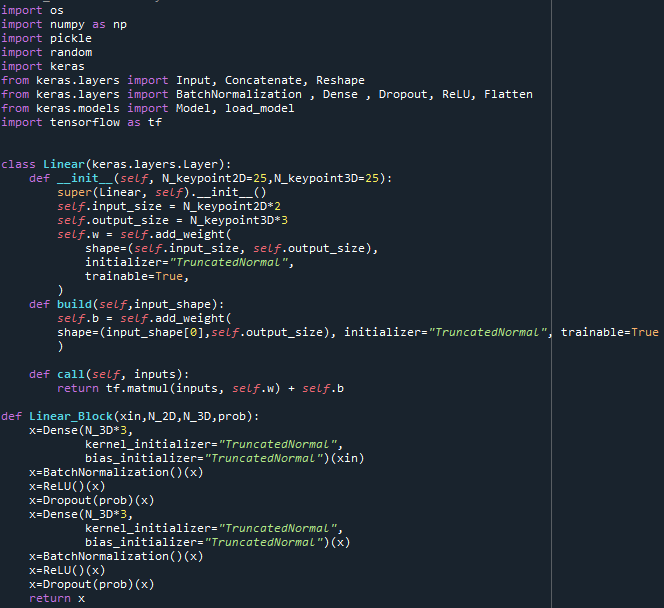 import os
import numpy as np
import pickle
import random
import keras
from keras.layers import Input, Concatenate, Reshape
from keras.layers import BatchNormalization , Dense , Dropout, ReLU, Flatten
from keras.models import Model, load_model
import tensorflow as tf

class Linear(keras.layers.Layer):
    def __init__(self, N_keypoint2D=25,N_keypoint3D=25):
        super(Linear, self).__init__()
        self.input_size = N_keypoint2D*2
        self.output_size = N_keypoint3D*3
        self.w = self.add_weight(
            shape=(self.input_size, self.output_size),
            initializer="TruncatedNormal",
            trainable=True,
        )
    def build(self,input_shape):
        self.b = self.add_weight(
        shape=(input_shape[0],self.output_size), initializer="TruncatedNormal", trainable=True
        )

    def call(self, inputs):
        return tf.matmul(inputs, self.w) + self.b

def Linear_Block(xin,N_2D,N_3D,prob):
    x=Dense(N_3D*3,
            kernel_initializer="TruncatedNormal",
            bias_initializer="TruncatedNormal")(xin)
    x=BatchNormalization()(x)
    x=ReLU()(x)
    x=Dropout(prob)(x)
    x=Dense(N_3D*3,
            kernel_initializer="TruncatedNormal",
            bias_initializer="TruncatedNormal")(x)
    x=BatchNormalization()(x)
    x=ReLU()(x)
    x=Dropout(prob)(x)
    return x